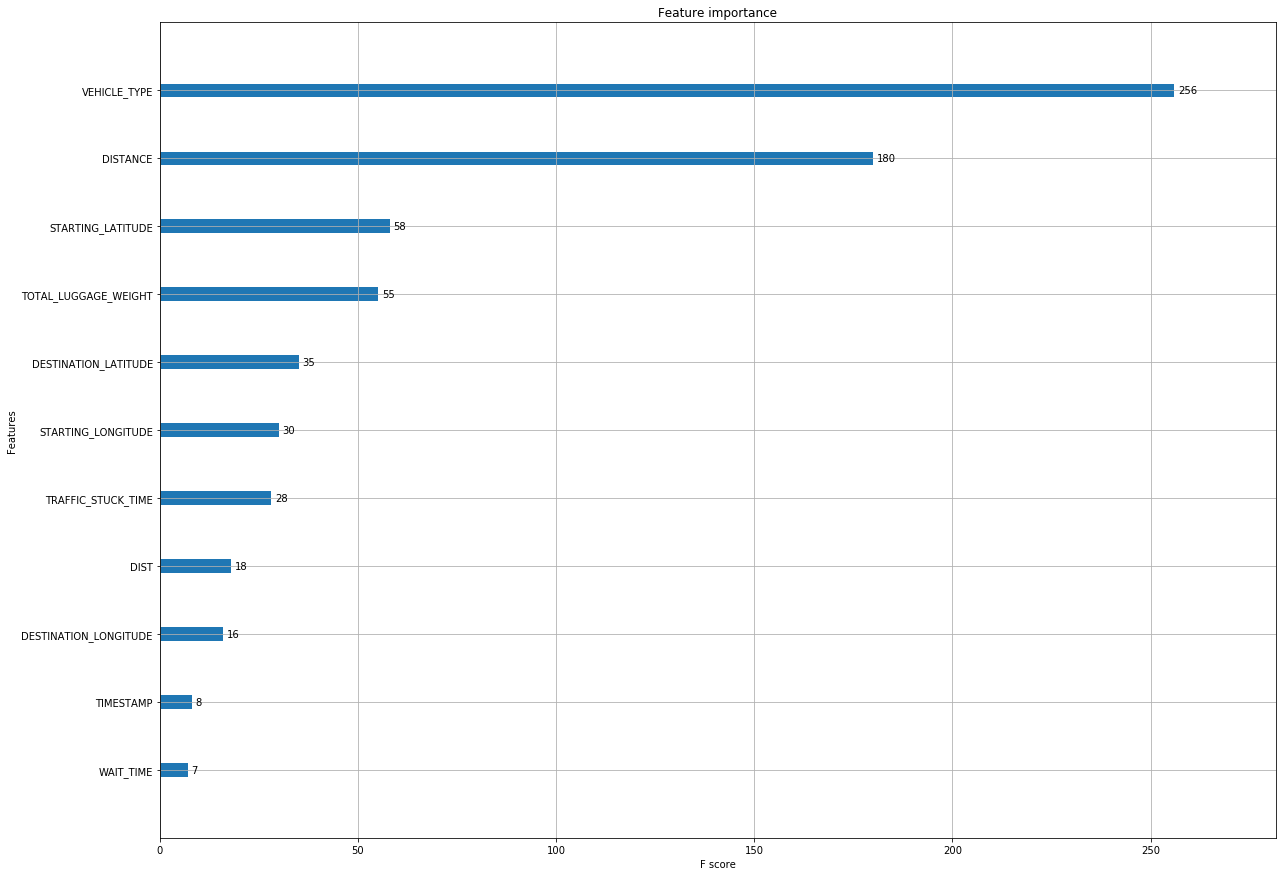 Feature importance
VEHICLE_TYPE 256
DISTANCE 180
STARTING_LATITUDE 58
TOTAL_LUGGAGE_WEIGHT 55
DESTINATION_LATITUDE 35
STARTING_LONGITUDE 30
TRAFFIC_STUCK_TIME 28
DIST 18
DESTINATION_LONGITUDE 16
TIMESTAMP 8
WAIT_TIME 7
Features
0 50 100 150 200 250
F score